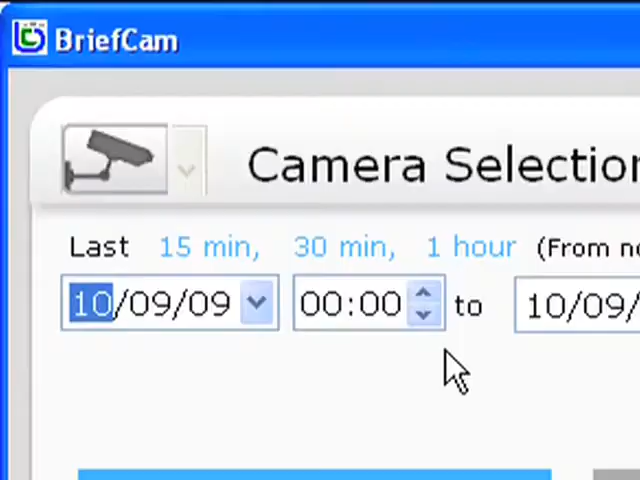 BriefCam
Camera Selection
Last 15 min, 30 min, 1 hour (From no
10/09/09 00:00 to 10/09/